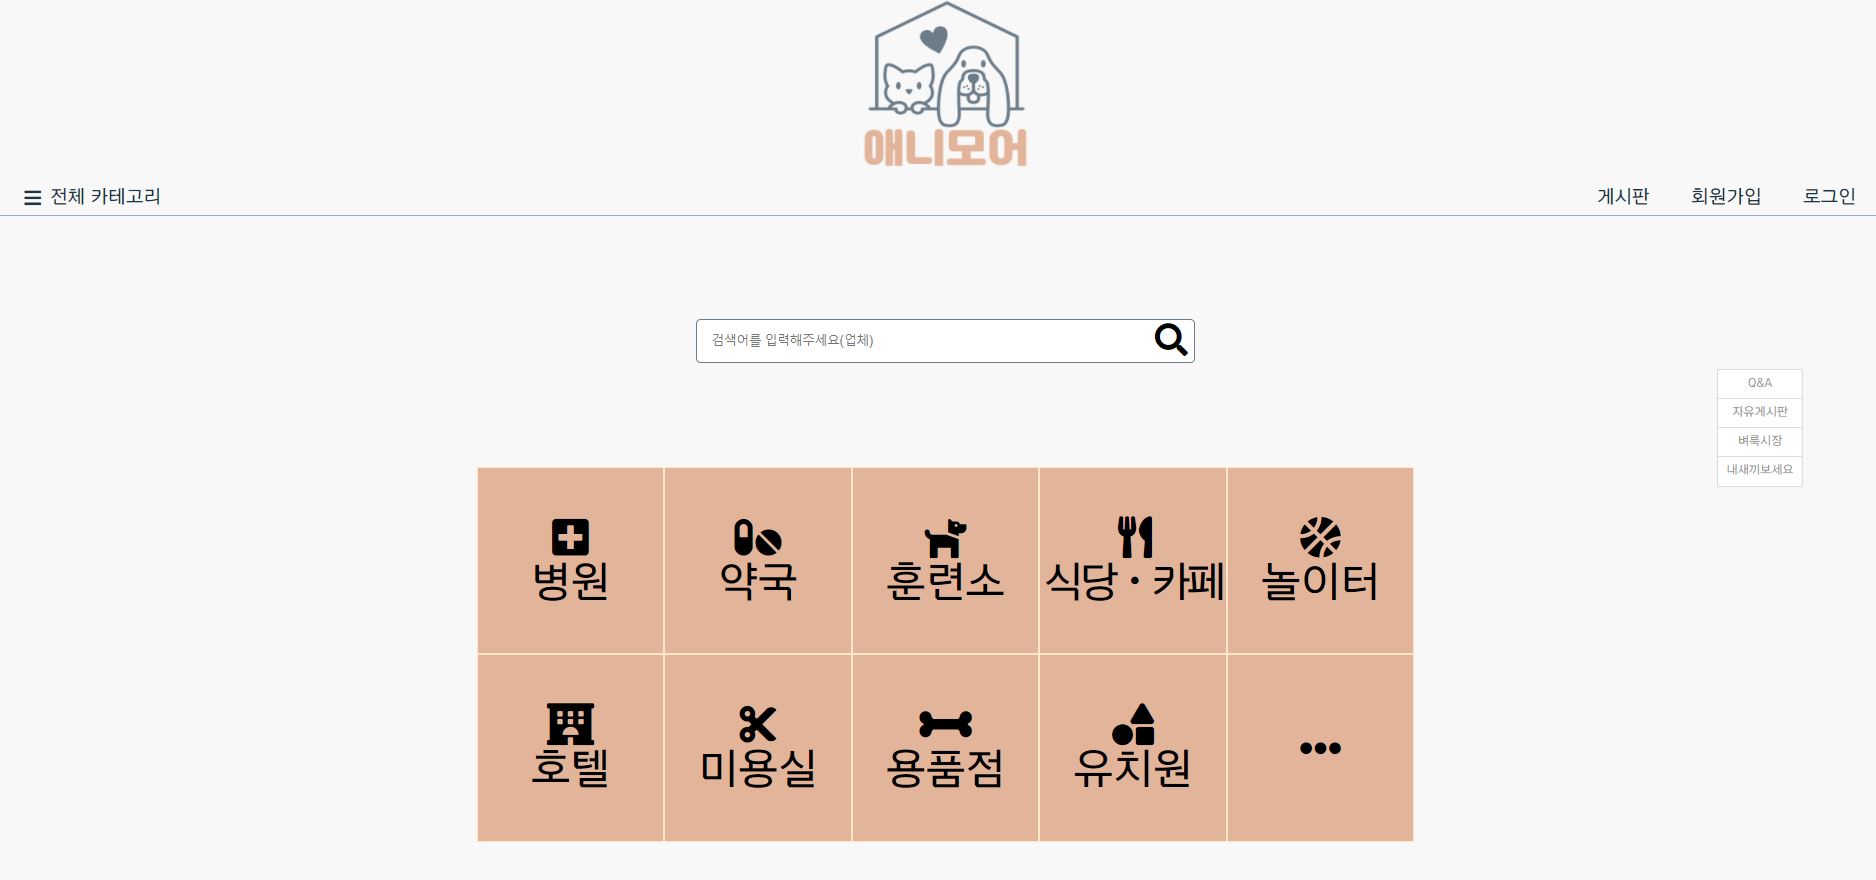 애니모어
전체 카테고리
게시판 회원가입 로그인
검색어를 입력해주세요(업체)
Q&A
자유게시판
벼룩시장
내새끼보세요
병원 약국 훈련소 식당·카페 놀이터
호텔 미용실 용품점 유치원